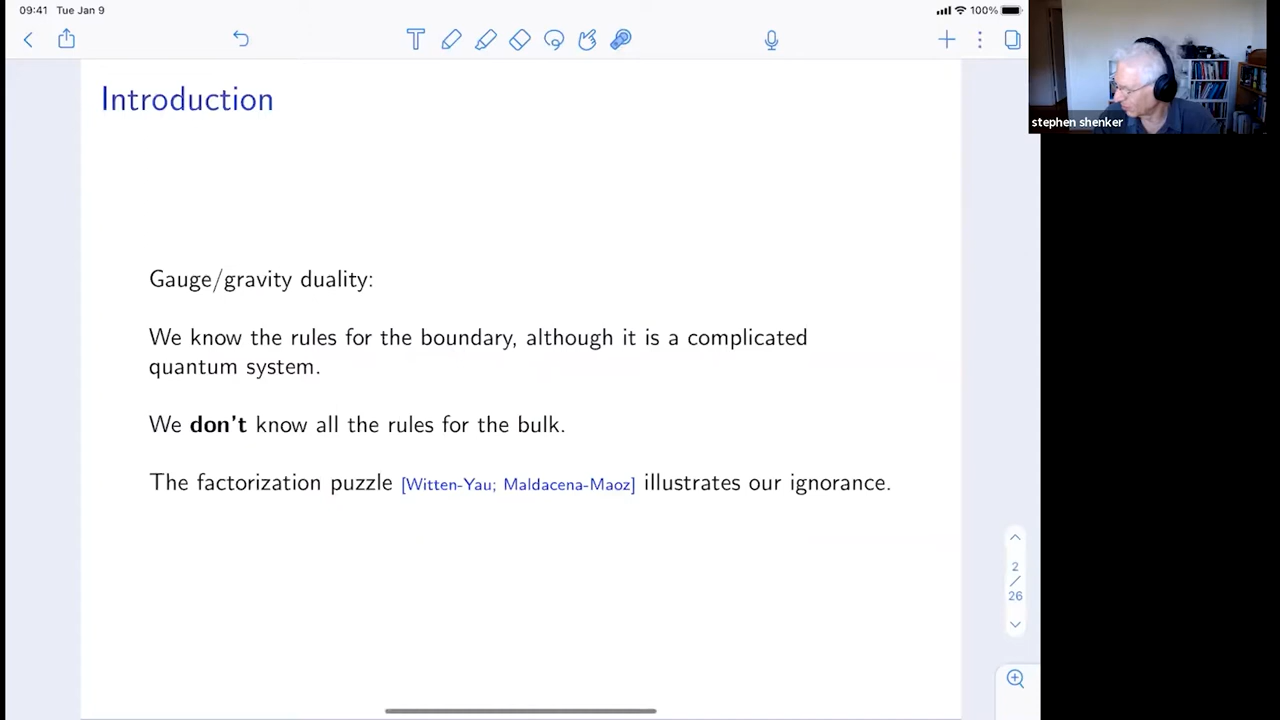 09:41 Tue Jan 9
100%
Introduction
stephen shenker
Gauge/gravity duality:
We know the rules for the boundary, although it is a complicated
quantum system.
We don't know all the rules for the bulk.
The factorization puzzle [Witten-Yau; Maldacena-Maoz] illustrates our ignorance.
2
/
26